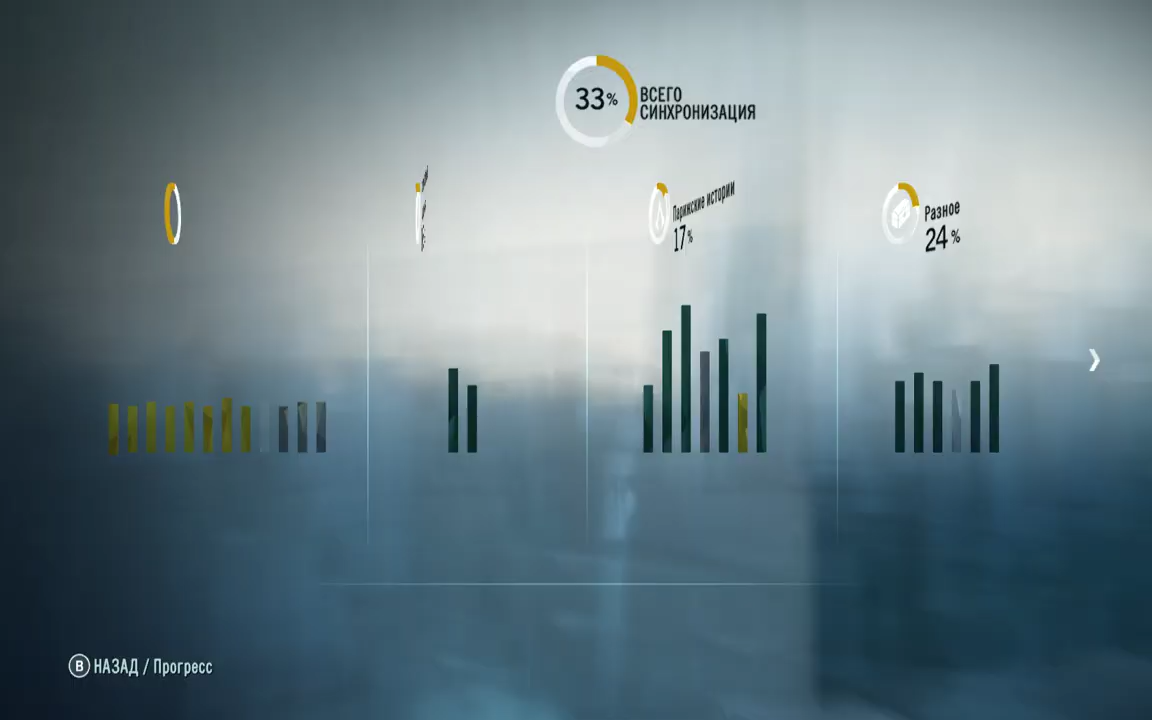 33%
ВСЕГО
СИНХРОНИЗАЦИЯ
Парижские истории
17%
Разное
24%
B НАЗАД / Прогресс